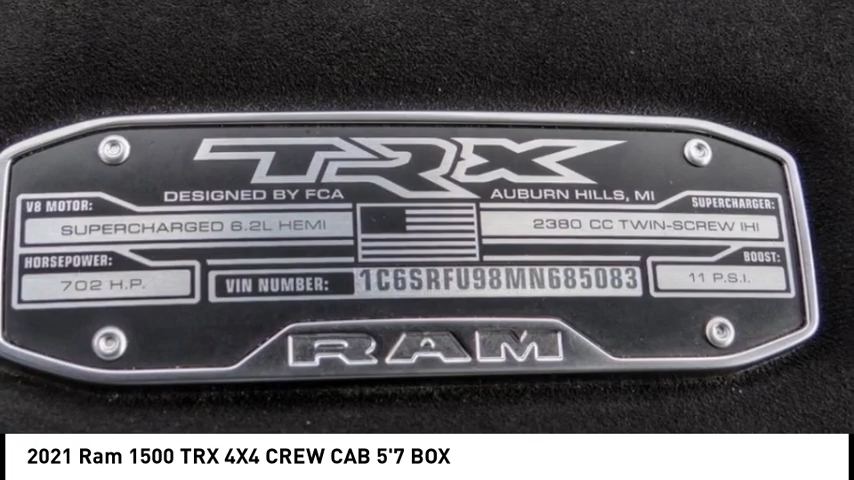 TRX
DESIGNED BY FCA AUBURN HILLS, MI
V8 MOTOR: SUPERCHARGER:
SUPERCHARGED 6.2L HEMI 2380 CC TWIN-SCREW IHI
HORSEPOWER: BOOST:
702 H.P. VIN NUMBER: 1C6SRFU98MN685083 11 P.S.I.
RAM
2021 Ram 1500 TRX 4X4 CREW CAB 5'7 BOX